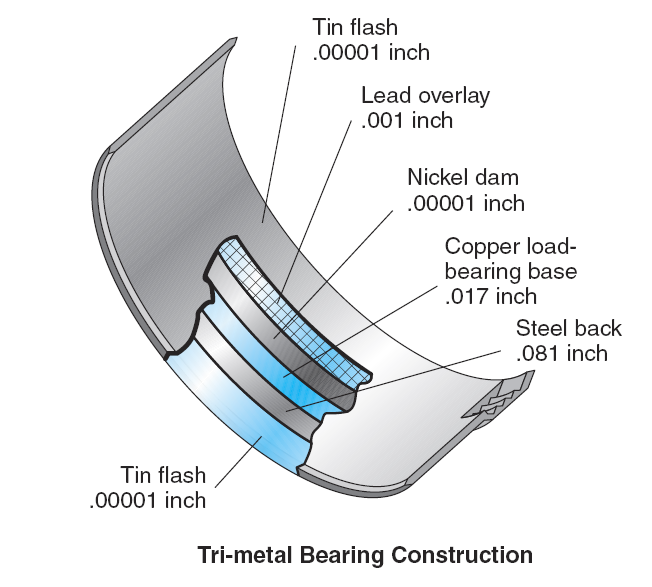 Tin flash
.00001 inch
Lead overlay
.001 inch
Nickel dam
.00001 inch
Copper load-
bearing base
.017 inch
Steel back
.081 inch
Tin flash
.00001 inch
Tri-metal Bearing Construction